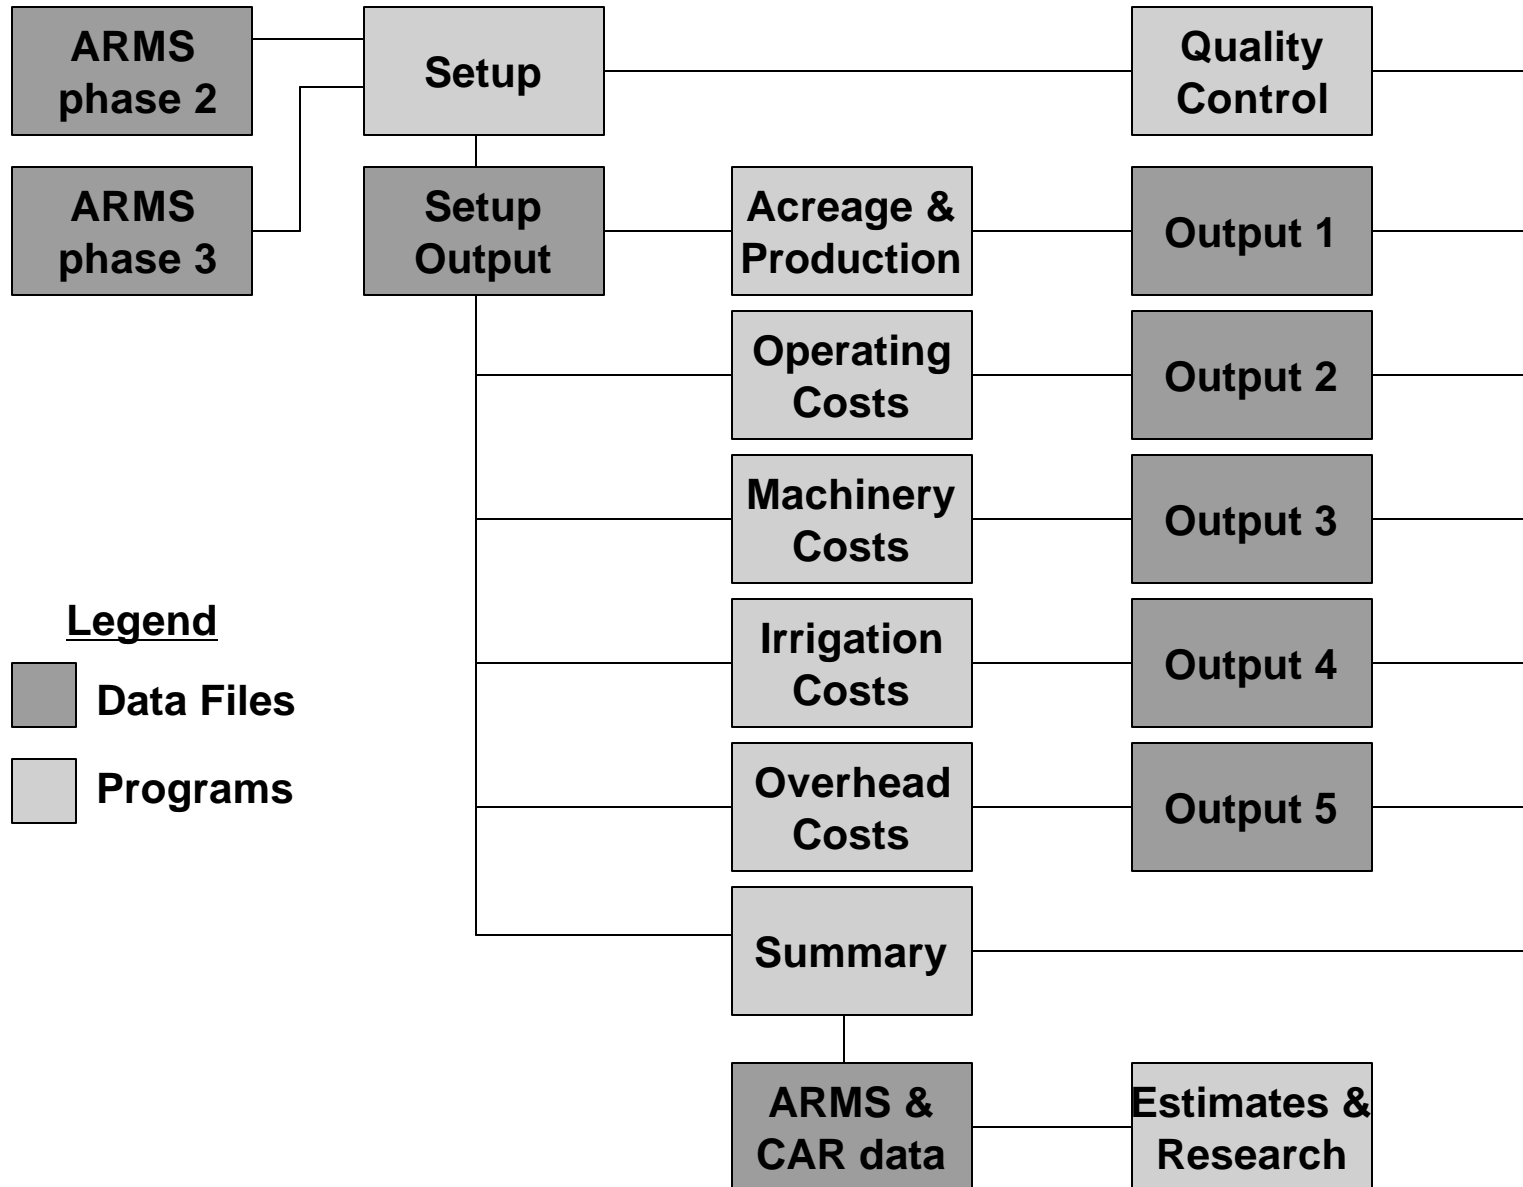 ARMS
phase 2
Setup
Quality
Control
ARMS
phase 3
Setup
Output
Acreage &
Production
Output 1
Operating
Costs
Output 2
Machinery
Costs
Output 3
Legend
Data Files
Programs
Irrigation
Costs
Output 4
Overhead
Costs
Output 5
Summary
ARMS &
CAR data
Estimates &
Research